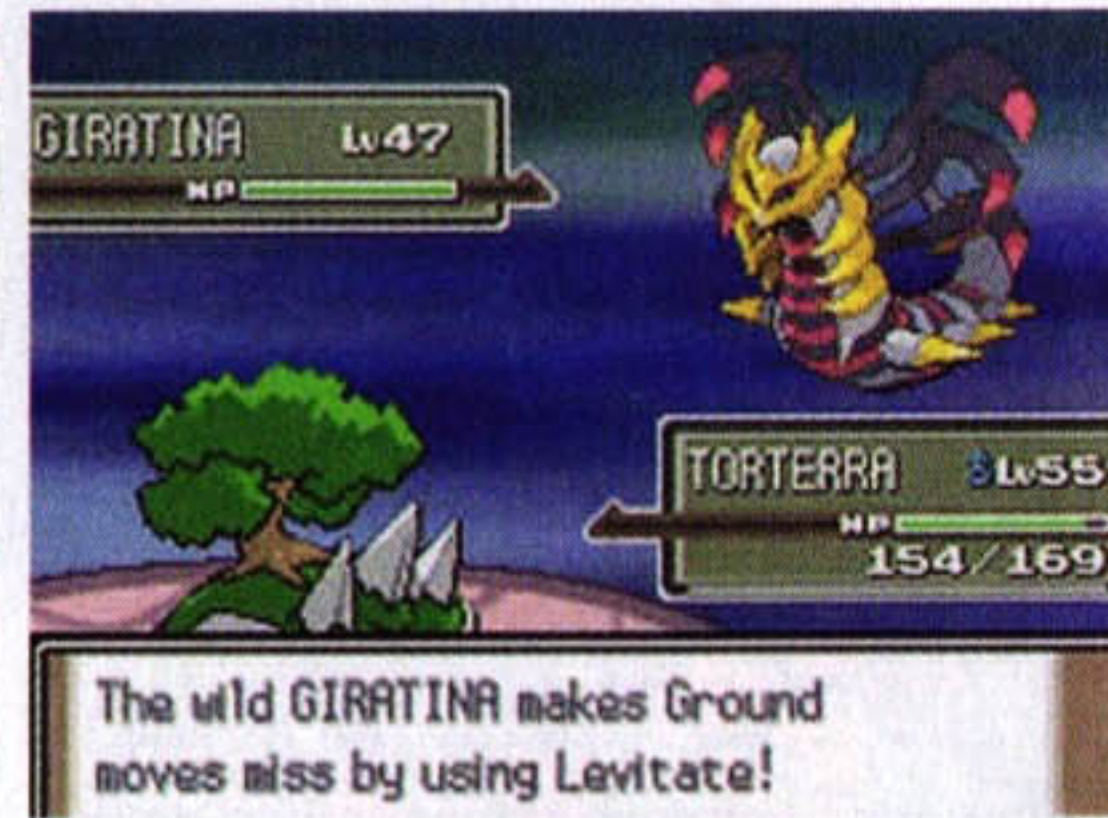 GIRATINA Lv47
HP
TORTERRA ♂Lv55
HP
154/169
The wild GIRATINA makes Ground
moves miss by using Levitate!